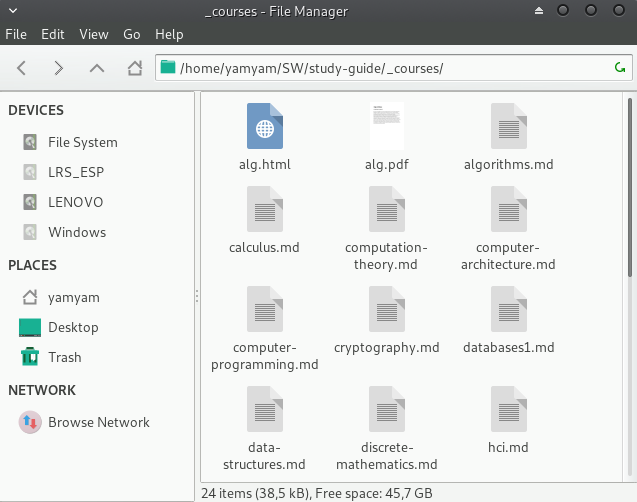 _courses - File Manager
File Edit View Go Help
/home/yamyam/SW/study-guide/_courses/
DEVICES
File System
LRS_ESP
LENOVO
Windows
PLACES
yamyam
Desktop
Trash
NETWORK
Browse Network
alg.html alg.pdf algorithms.md
calculus.md computation-
theory.md computer-
architecture.md
computer-
programming.md cryptography.md databases1.md
data-
structures.md discrete-
mathematics.md hci.md
24 items (38,5 kB), Free space: 45,7 GB